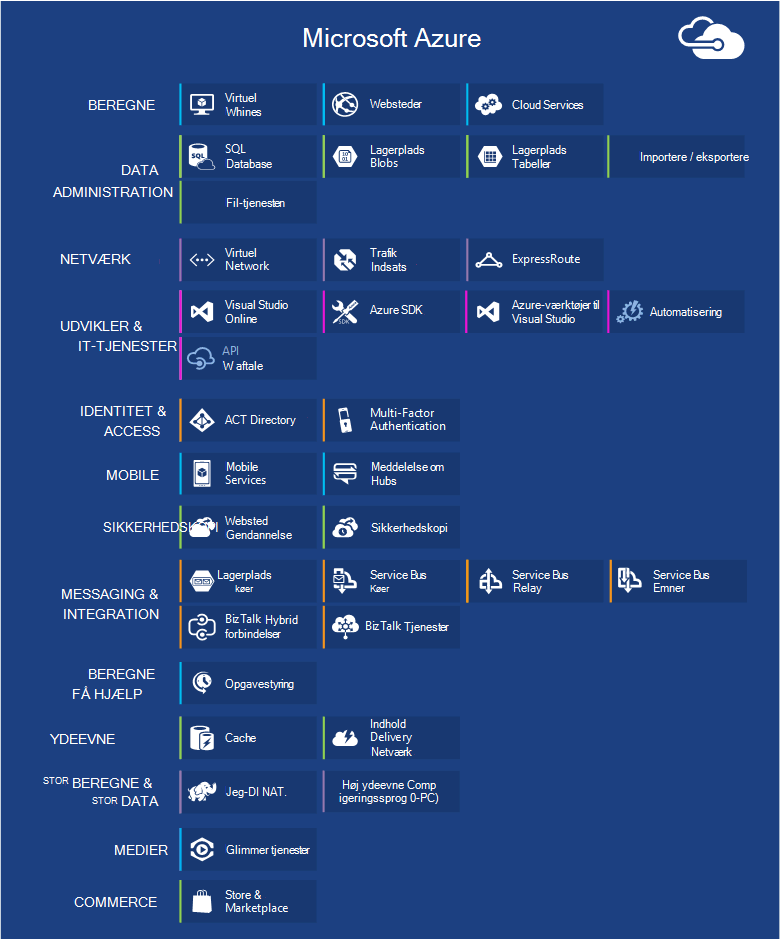 Microsoft Azure
BEREGNE
Virtuel
Whines
Websteder
Cloud Services
DATA
ADMINISTRATION
SQL
SQL
Database
10
01
Lagerplads
Blobs
Lagerplads
Tabeller
Importere / eksportere
Fil-tjenesten
NETVÆRK
Virtuel
Network
Trafik
Indsats
ExpressRoute
UDVIKLER &
IT-TJENESTER
Visual Studio
Online
SDK
Azure SDK
Azure-værktøjer til
Visual Studio
Automatisering
API
W aftale
IDENTITET &
ACCESS
ACT Directory
Multi-Factor
Authentication
MOBILE
Mobile
Services
Meddelelse om
Hubs
SIKKERHEDSKOPI
Websted
Gendannelse
Sikkerhedskopi
MESSAGING &
INTEGRATION
Lagerplads
køer
Service Bus
Køer
Service Bus
Relay
Service Bus
Emner
BizTalk Hybrid
forbindelser
BizTalk Tjenester
BEREGNE
FÅ HJÆLP
Opgavestyring
YDEEVNE
Cache
Indhold
Delivery
Netværk
STOR BEREGNE &
STOR DATA
Jeg-DI NAT.
Høj ydeevne Comp
igeringssprog 0-PC)
MEDIER
Glimmer tjenester
COMMERCE
Store &
Marketplace